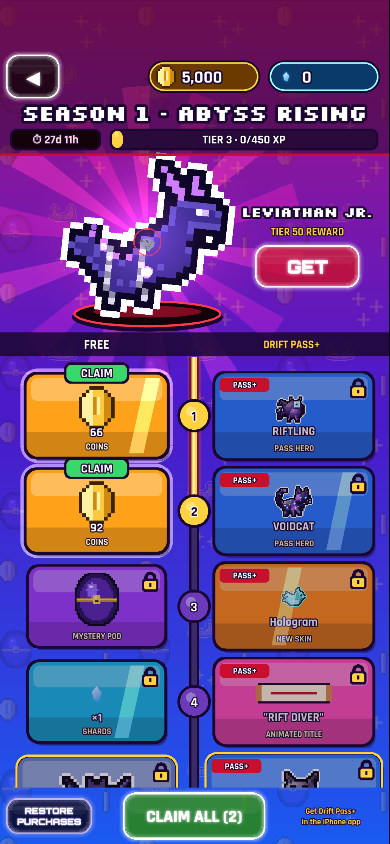 5,000
0
SEASON 1 - ABYSS RISING
27d 11h
TIER 3 · 0/450 XP
LEVIATHAN JR.
TIER 50 REWARD
GET
FREE
DRIFT PASS+
CLAIM
66
COINS
1
PASS+
RIFTLING
PASS HERO
CLAIM
92
COINS
2
PASS+
VOIDCAT
PASS HERO
MYSTERY POD
3
PASS+
Hologram
NEW SKIN
×1
SHARDS
4
PASS+
"RIFT DIVER"
ANIMATED TITLE
PASS+
RESTORE
PURCHASES
CLAIM ALL (2)
Get Drift Pass+
in the iPhone app